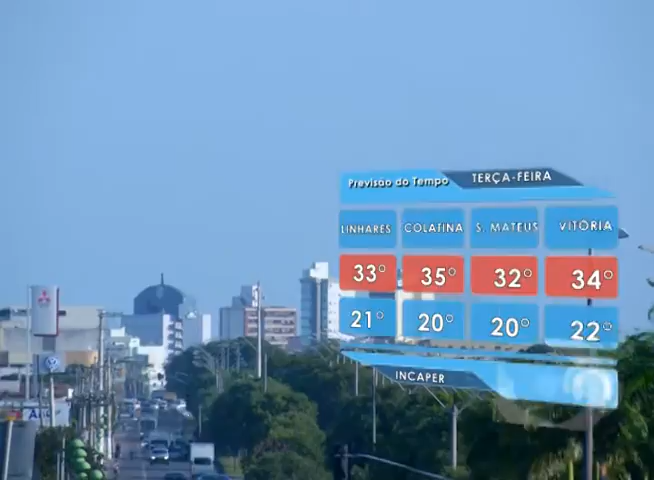 Previsão do Tempo TERÇA-FEIRA
LINHARES COLATINA S. MATEUS VITÓRIA
33° 35° 32° 34°
21° 20° 20° 22°
INCAPER